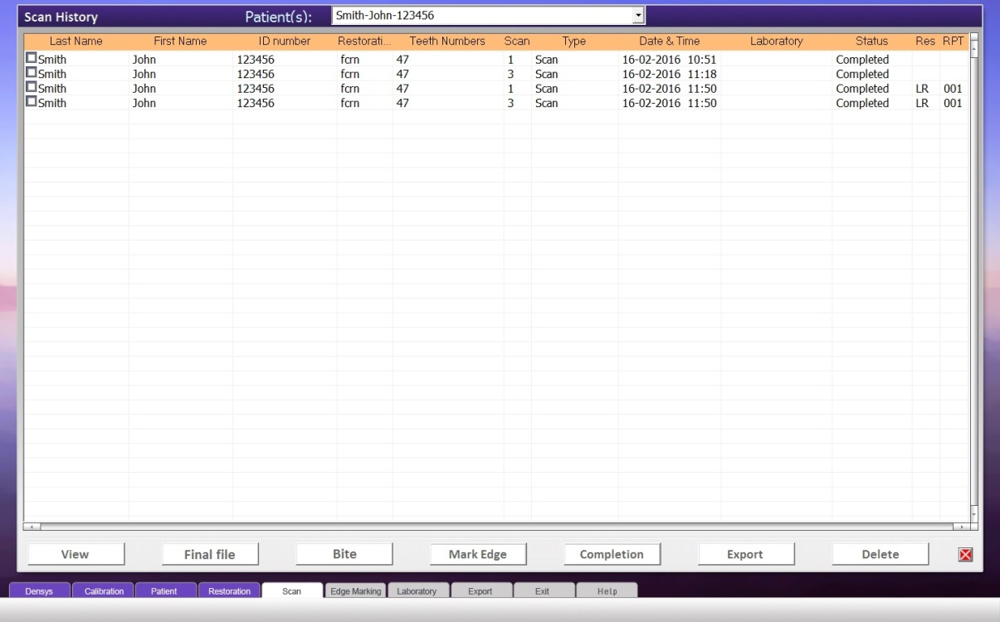 Scan History Patient(s): Smith-John-123456
Last Name First Name ID number Restorati... Teeth Numbers Scan Type Date & Time Laboratory Status Res RPT
Smith John 123456 fcrn 47 1 Scan 16-02-2016 10:51 Completed
Smith John 123456 fcrn 47 3 Scan 16-02-2016 11:18 Completed
Smith John 123456 fcrn 47 1 Scan 16-02-2016 11:50 Completed LR 001
Smith John 123456 fcrn 47 3 Scan 16-02-2016 11:50 Completed LR 001
View Final file Bite Mark Edge Completion Export Delete
Densys Calibration Patient Restoration Scan Edge Marking Laboratory Export Exit Help